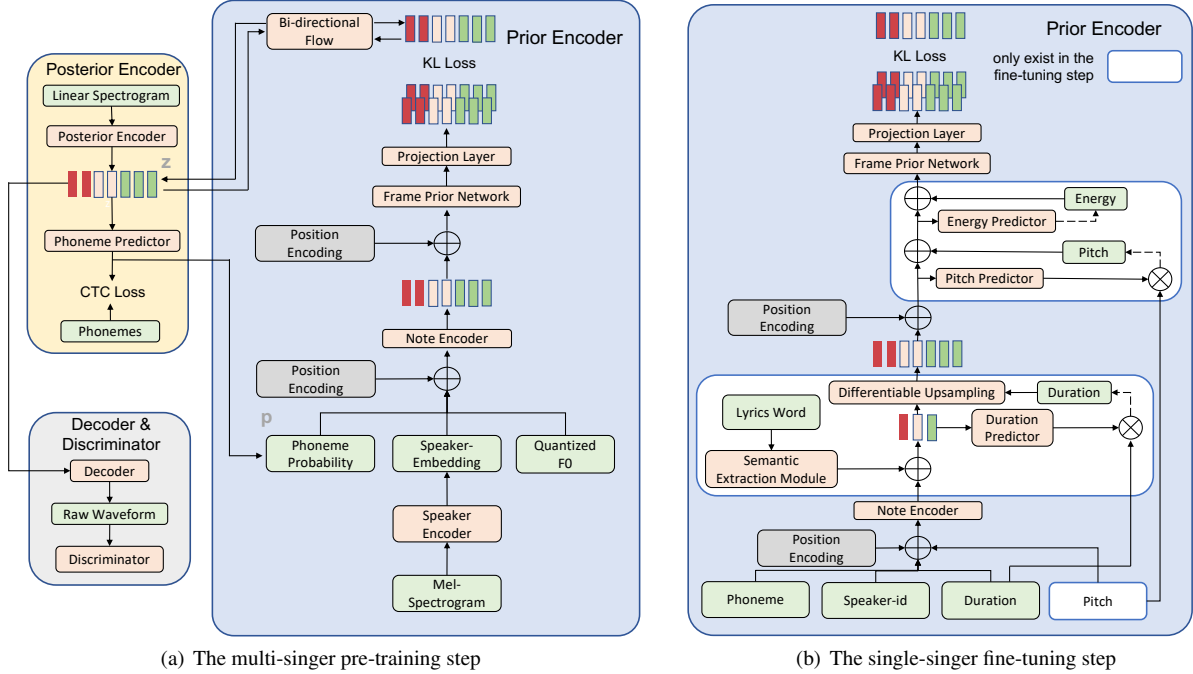 Posterior Encoder
Linear Spectrogram
Posterior Encoder
z
Phoneme Predictor
CTC Loss
Phonemes
Decoder &
Discriminator
Decoder
Raw Waveform
Discriminator
Bi-directional
Flow
Prior Encoder
KL Loss
Projection Layer
Frame Prior Network
Position
Encoding
Note Encoder
Position
Encoding
p
Phoneme
Probability
Speaker-
Embedding
Quantized
F0
Speaker
Encoder
Mel-
Spectrogram
(a) The multi-singer pre-training step
Prior Encoder
only exist in the
fine-tuning step
KL Loss
Projection Layer
Frame Prior Network
Energy
Energy Predictor
Pitch
Pitch Predictor
Position
Encoding
Differentiable Upsampling
Duration
Lyrics Word
Duration
Predictor
Semantic
Extraction Module
Note Encoder
Position
Encoding
Phoneme
Speaker-id
Duration
Pitch
(b) The single-singer fine-tuning step